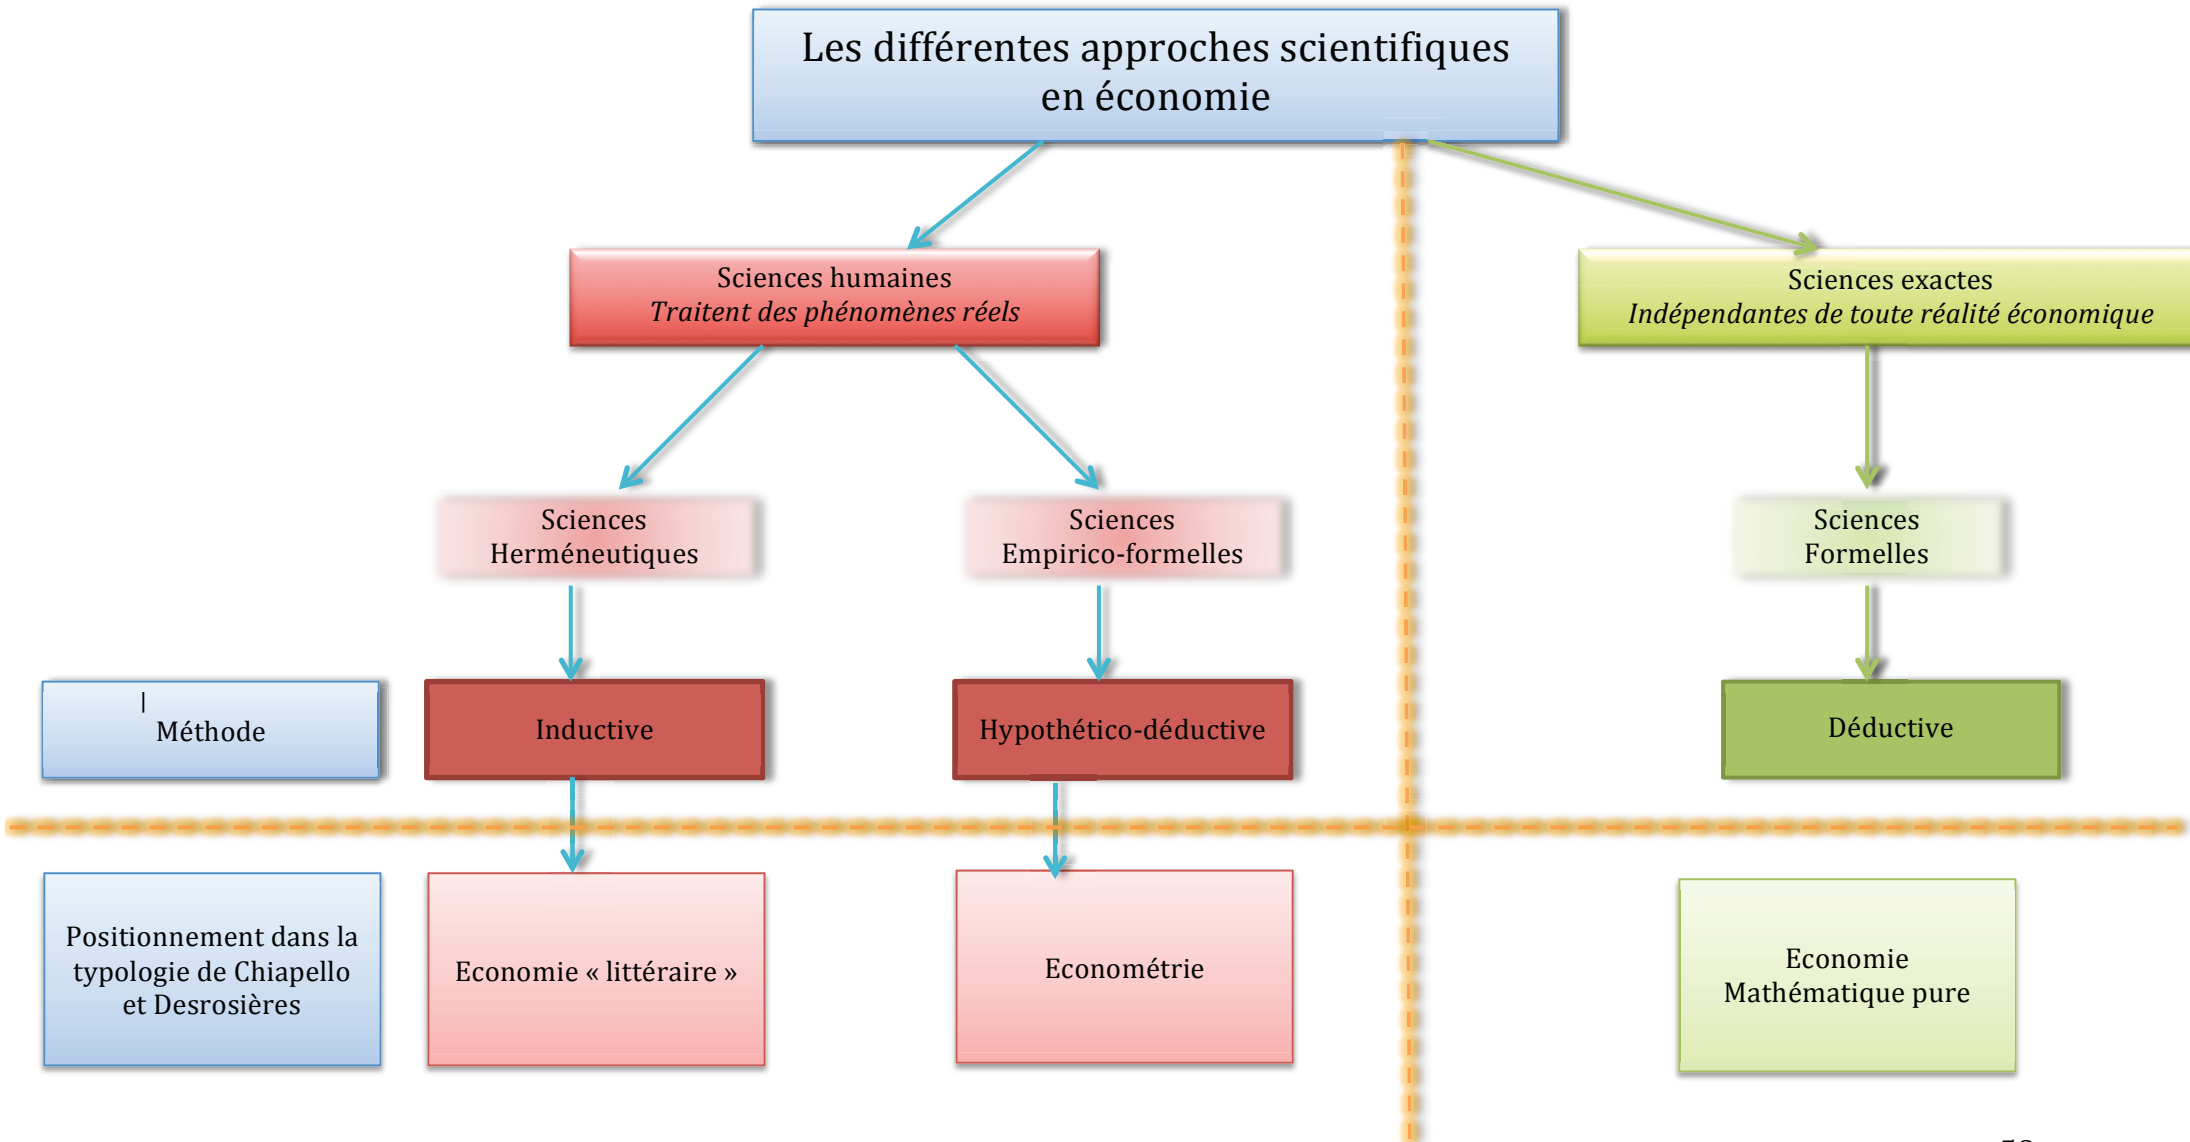 Les différentes approches scientifiques
en économie
Sciences humaines
Traitent des phénomènes réels
Sciences exactes
Indépendantes de toute réalité économique
Sciences
Herméneutiques
Sciences
Empirico-formelles
Sciences
Formelles
Méthode
Inductive
Hypothético-déductive
Déductive
Positionnement dans la
typologie de Chiapello
et Desrosières
Economie « littéraire »
Econométrie
Economie
Mathématique pure